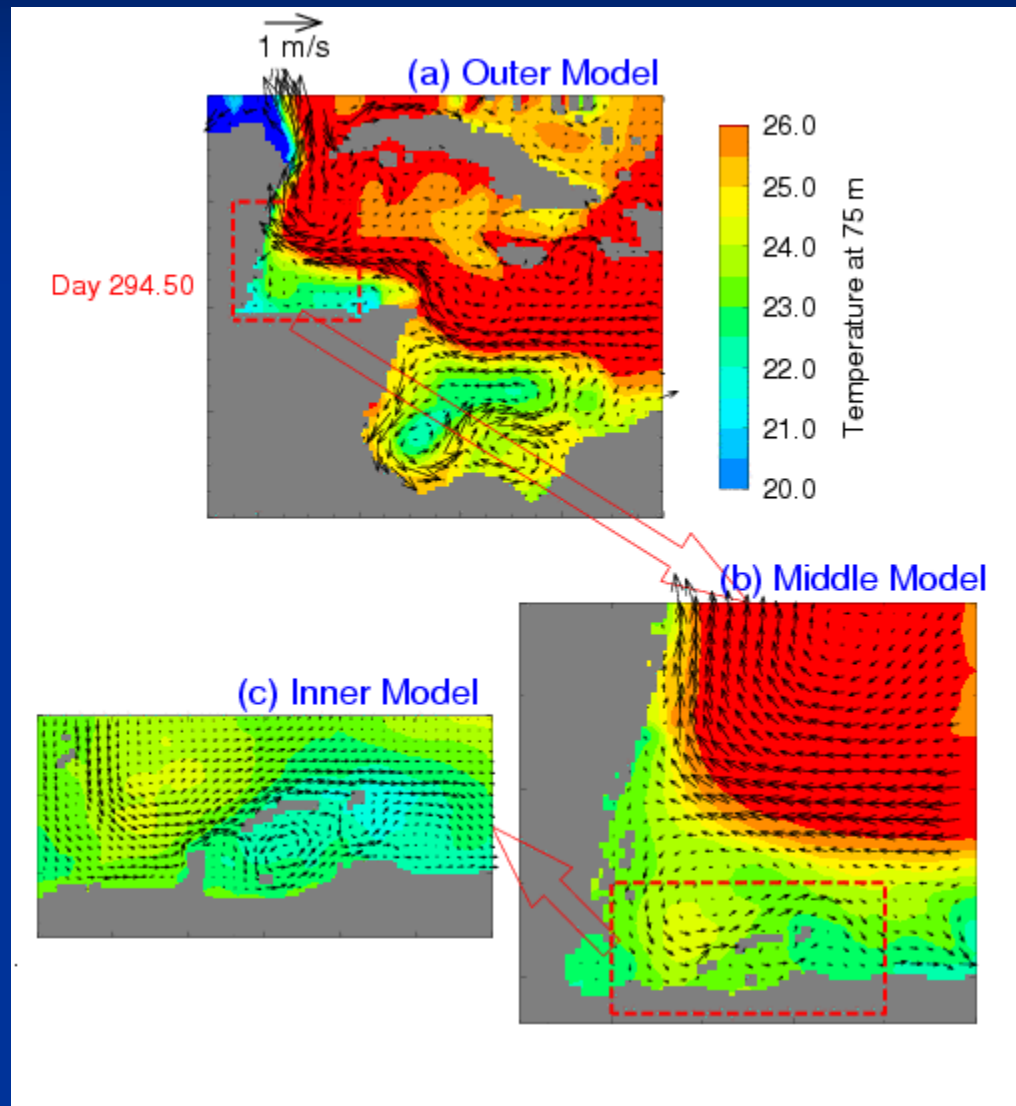 1 m/s
(a) Outer Model
Day 294.50
26.0
25.0
24.0
23.0
22.0
21.0
20.0
Temperature at 75 m
(b) Middle Model
(c) Inner Model